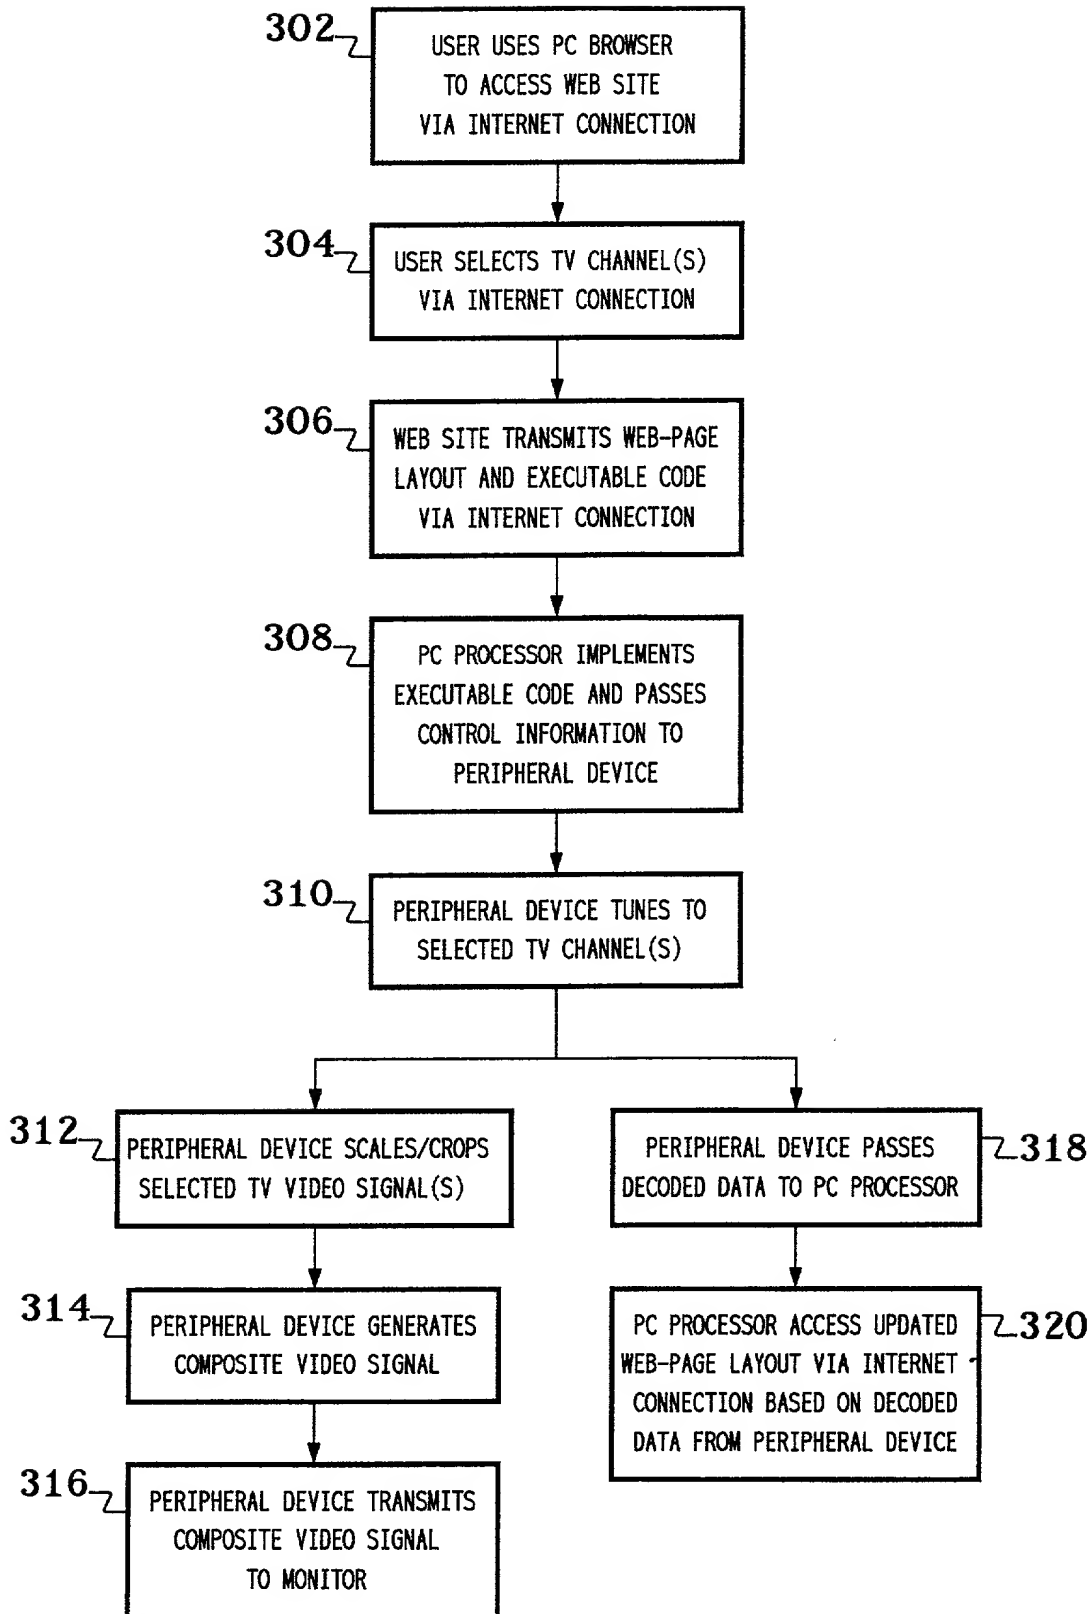 302
USER USES PC BROWSER
TO ACCESS WEB SITE
VIA INTERNET CONNECTION
304
USER SELECTS TV CHANNEL(S)
VIA INTERNET CONNECTION
306
WEB SITE TRANSMITS WEB-PAGE
LAYOUT AND EXECUTABLE CODE
VIA INTERNET CONNECTION
308
PC PROCESSOR IMPLEMENTS
EXECUTABLE CODE AND PASSES
CONTROL INFORMATION TO
PERIPHERAL DEVICE
310
PERIPHERAL DEVICE TUNES TO
SELECTED TV CHANNEL(S)
312
PERIPHERAL DEVICE SCALES/CROPS
SELECTED TV VIDEO SIGNAL(S)
314
PERIPHERAL DEVICE GENERATES
COMPOSITE VIDEO SIGNAL
316
PERIPHERAL DEVICE TRANSMITS
COMPOSITE VIDEO SIGNAL
TO MONITOR
318
PERIPHERAL DEVICE PASSES
DECODED DATA TO PC PROCESSOR
320
PC PROCESSOR ACCESS UPDATED
WEB-PAGE LAYOUT VIA INTERNET
CONNECTION BASED ON DECODED
DATA FROM PERIPHERAL DEVICE